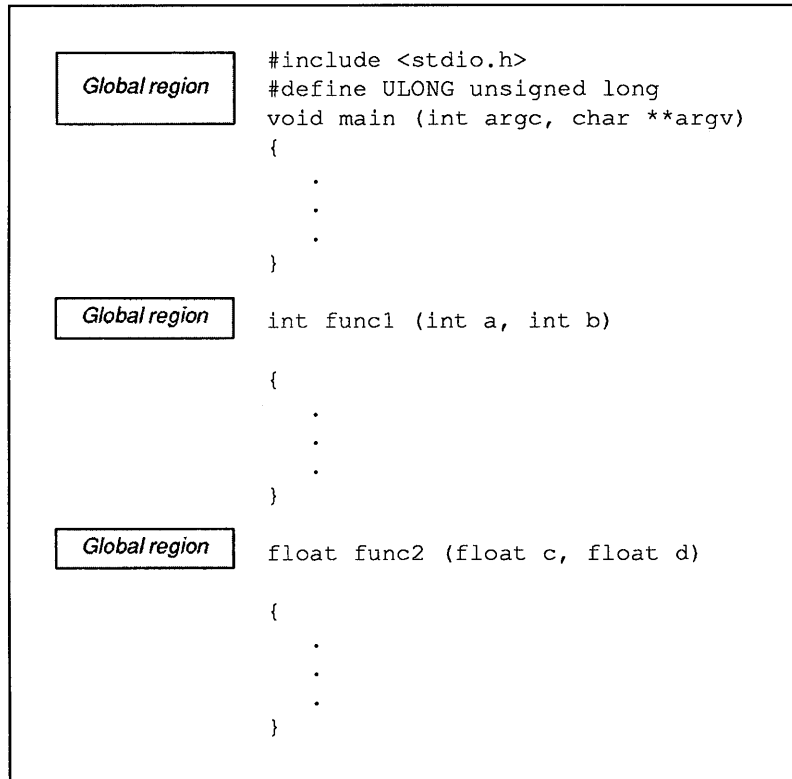 Global region
#include <stdio.h>
#define ULONG unsigned long
void main (int argc, char **argv)
{
.
.
.
}
Global region
int func1 (int a, int b)
{
.
.
.
}
Global region
float func2 (float c, float d)
{
.
.
.
}